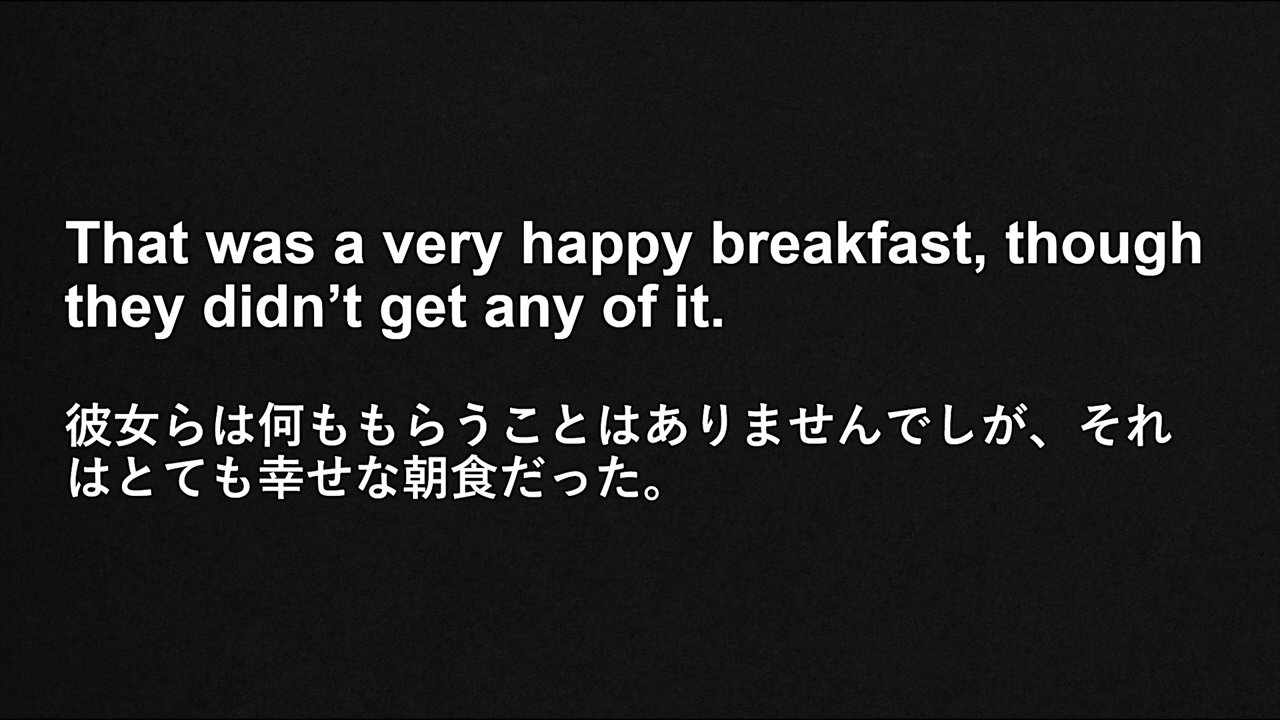 That was a very happy breakfast, though
they didn’t get any of it.
彼女らは何ももらうことはありませんでしが、それ
はとても幸せな朝食だった。